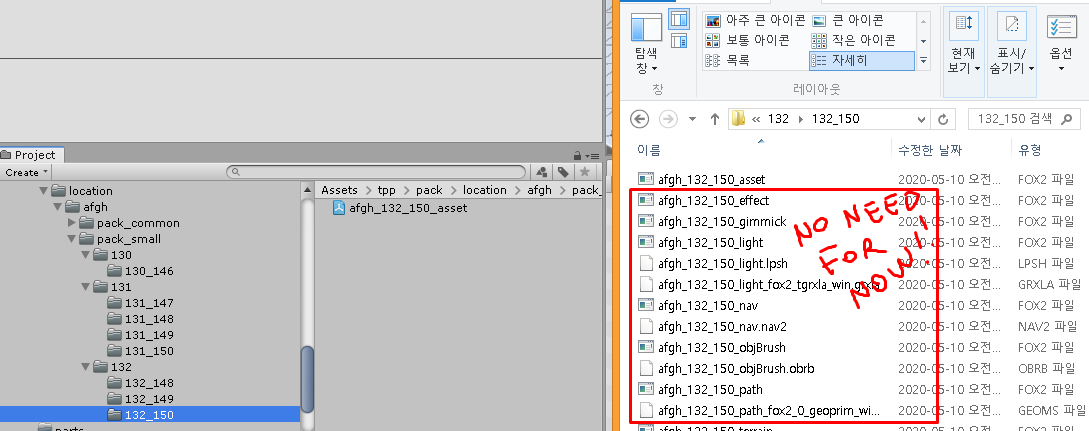 Project
Create
Assets > tpp > pack > location > afgh > pack_
location
afgh
pack_common
pack_small
130
130_146
131
131_147
131_148
131_149
131_150
132
132_148
132_149
132_150
afgh_132_150_asset
탐색
창
아주 큰 아이콘
큰 아이콘
보통 아이콘
작은 아이콘
목록
자세히
현재
보기
표시/
숨기기
옵션
창
레이아웃
« 132 > 132_150
132_150 검색
이름 수정한 날짜 유형
afgh_132_150_asset 2020-05-10 오전... FOX2 파일
afgh_132_150_effect 2020-05-10 오전... FOX2 파일
afgh_132_150_gimmick 2020-05-10 오전... FOX2 파일
afgh_132_150_light 2020-05-10 오전... FOX2 파일
afgh_132_150_light.lpsh 2020-05-10 오전... LPSH 파일
afgh_132_150_light_fox2_tgrxla_win.grxla 2020-05-10 오전... GRXLA 파일
afgh_132_150_nav 2020-05-10 오전... FOX2 파일
afgh_132_150_nav.nav2 2020-05-10 오전... NAV2 파일
afgh_132_150_objBrush 2020-05-10 오전... FOX2 파일
afgh_132_150_objBrush.obrb 2020-05-10 오전... OBRB 파일
afgh_132_150_path 2020-05-10 오전... FOX2 파일
afgh_132_150_path_fox2_0_geoprim_wi... 2020-05-10 오전... GEOMS 파일
NO NEED
FOR
NOW!!